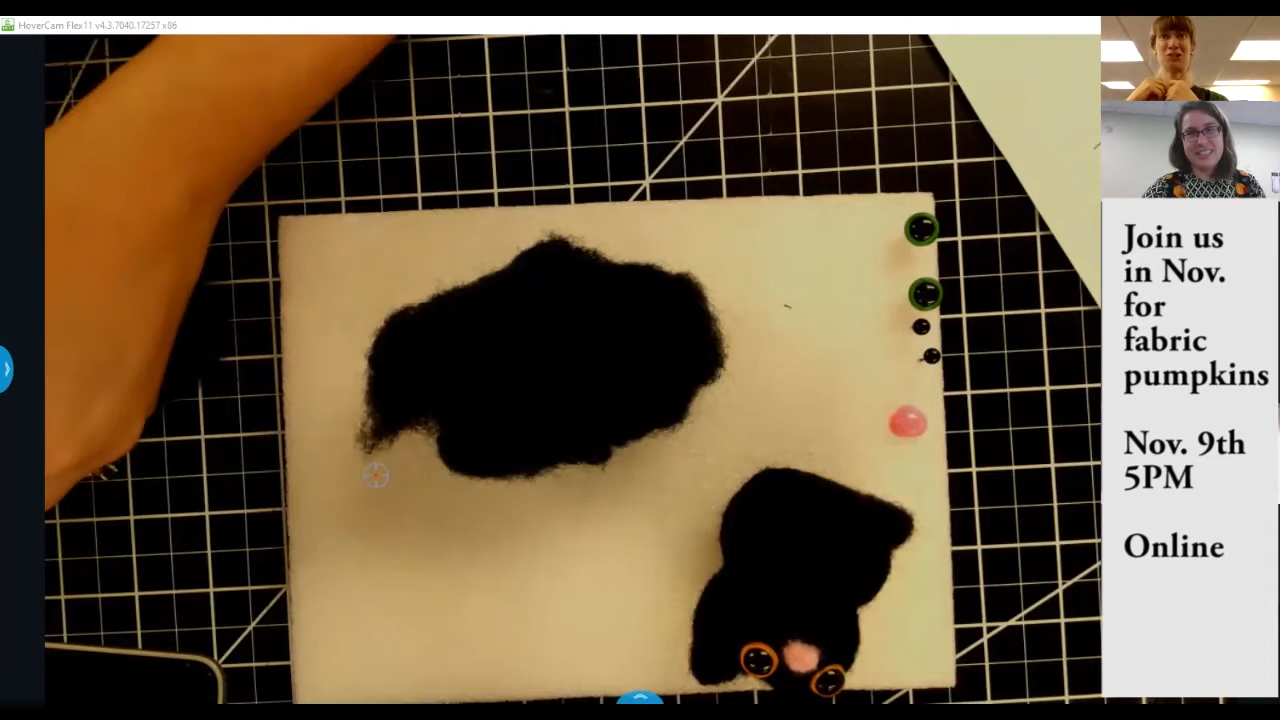 HoverCam Flex11 v4.3.7040.17257 x86
Join us
in Nov.
for
fabric
pumpkins
Nov. 9th
5PM
Online